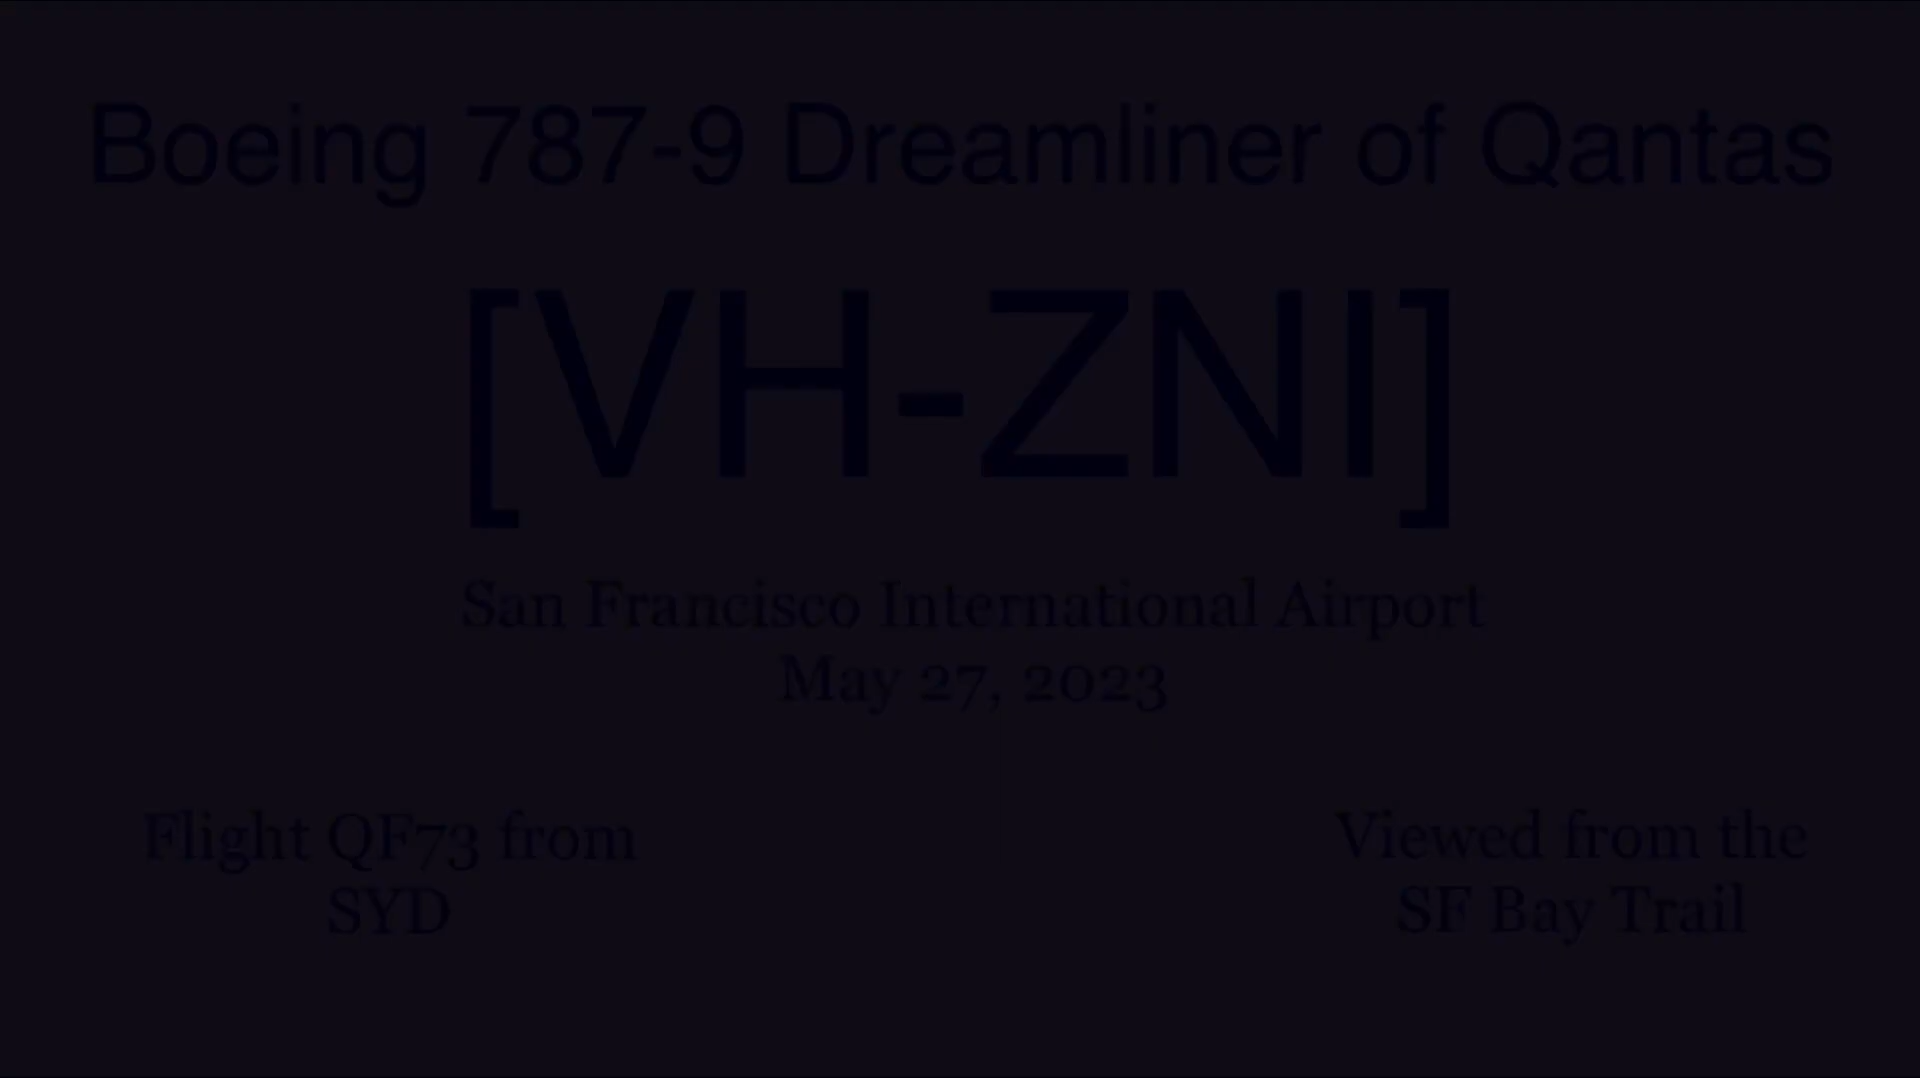 Boeing 787-9 Dreamliner of Qantas
[VH-ZNI]
San Francisco International Airport
May 27, 2023
Flight QF73 from
SYD
Viewed from the
SF Bay Trail